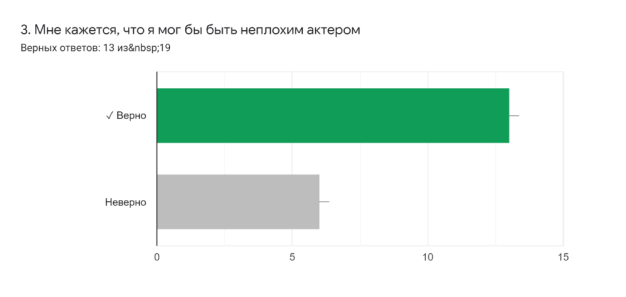 3. Мне кажется, что я мог бы быть неплохим актером
Верных ответов: 13 из&nbsp;19
✓ Верно
Неверно
0 5 10 15